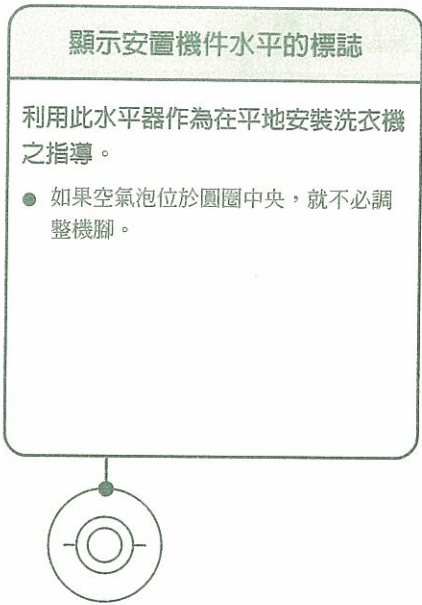 顯示安置機件水平的標誌
利用此水平器作為在平地安裝洗衣機
之指導。
● 如果空氣泡位於圓圈中央，就不必調
整機腳。